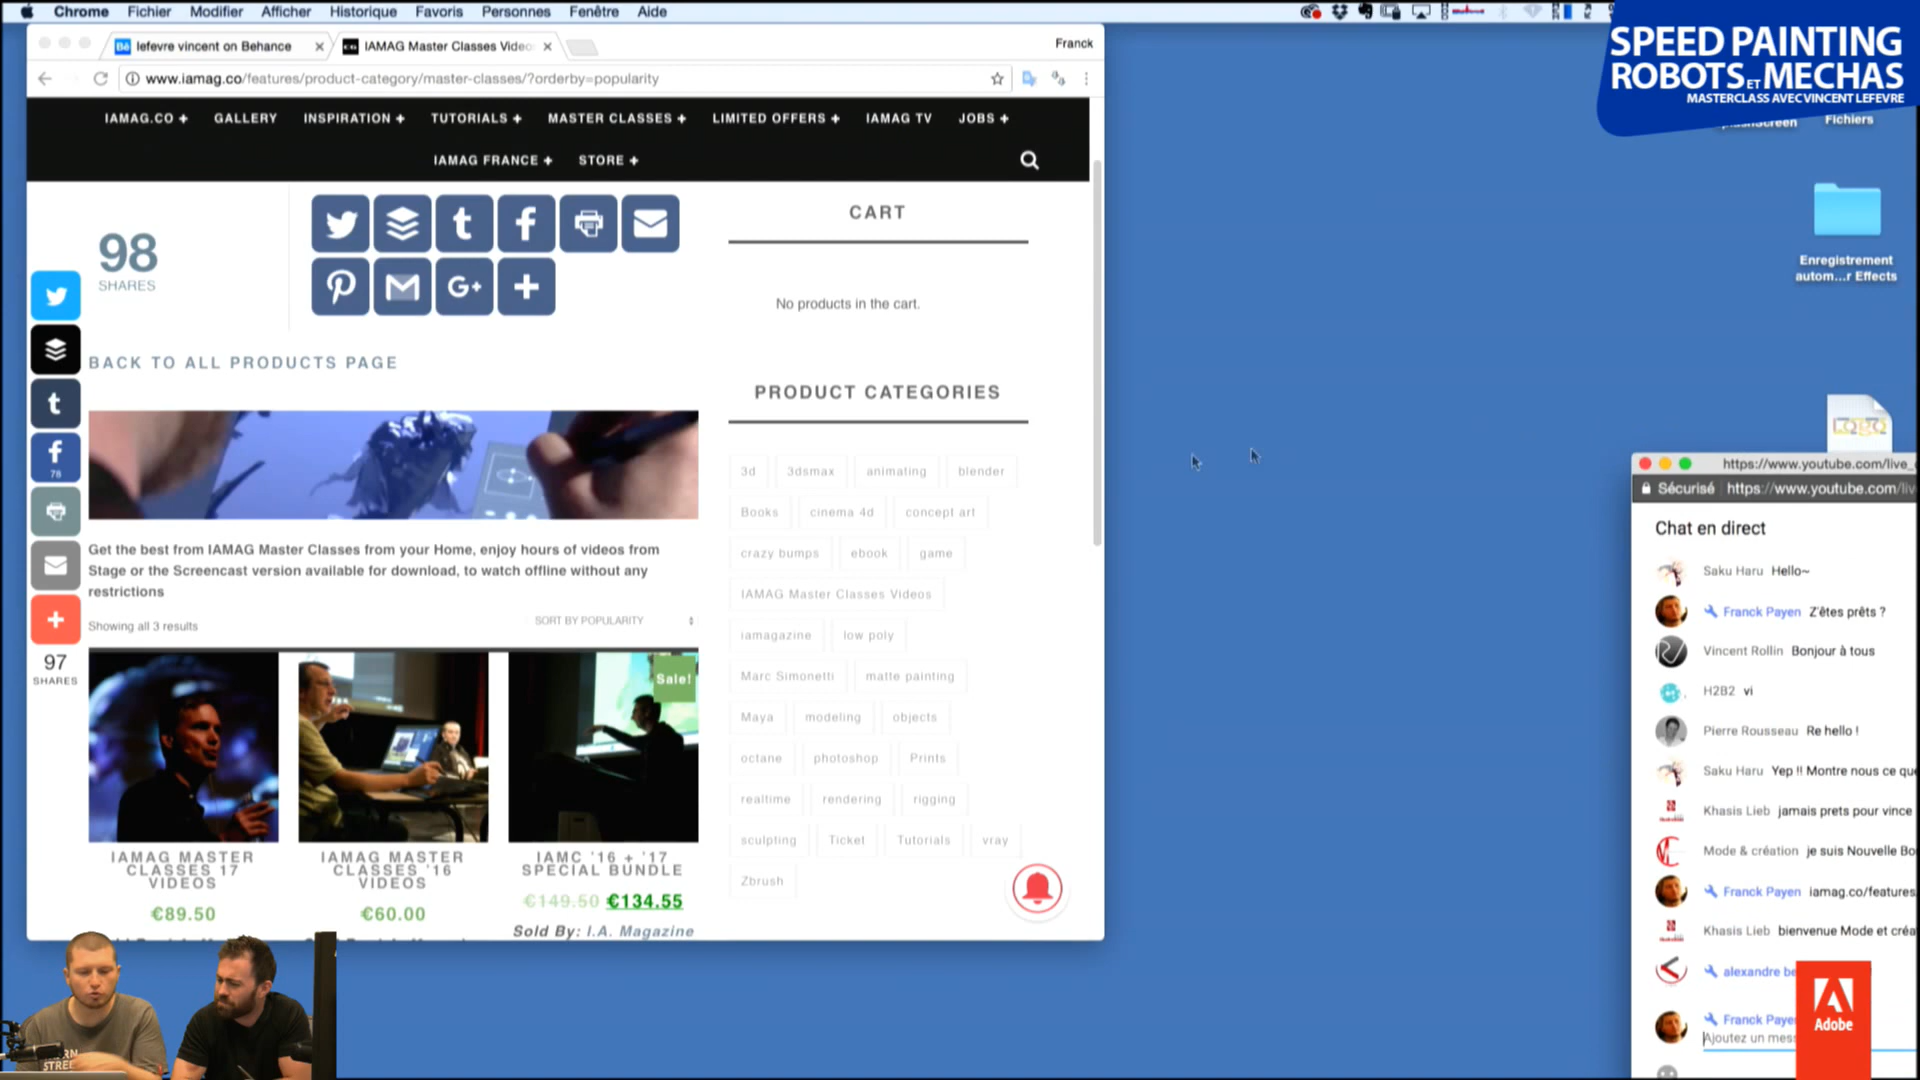 Chrome Fichier Modifier Afficher Historique Favoris Personnes Fenêtre Aide
SPEED PAINTING
ROBOTS ET MECHAS
MASTERCLASS AVEC VINCENT LEFEVRE
lefevre vincent on Behance
IAMAG Master Classes Video
Franck
www.iamag.co/features/product-category/master-classes/?orderby=popularity
IAMAG.CO + GALLERY INSPIRATION + TUTORIALS + MASTER CLASSES + LIMITED OFFERS + IAMAG TV JOBS +
IAMAG FRANCE + STORE +
Fichiers
Enregistrement
autom...r Effects
LOGO
98
SHARES
BACK TO ALL PRODUCTS PAGE
78
97
SHARES
Get the best from IAMAG Master Classes from your Home, enjoy hours of videos from
Stage or the Screencast version available for download, to watch offline without any
restrictions
Showing all 3 results
SORT BY POPULARITY
Sale!
IAMAG MASTER
CLASSES 17
VIDEOS
€89.50
IAMAG MASTER
CLASSES '16
VIDEOS
€60.00
IAMC '16 + '17
SPECIAL BUNDLE
€149.50 €134.55
Sold By: I.A. Magazine
CART
No products in the cart.
PRODUCT CATEGORIES
3d 3dsmax animating blender
Books cinema 4d concept art
crazy bumps ebook game
IAMAG Master Classes Videos
iamagazine low poly
Marc Simonetti matte painting
Maya modeling objects
octane photoshop Prints
realtime rendering rigging
sculpting Ticket Tutorials vray
Zbrush
https://www.youtube.com/live_
Sécurisé https://www.youtube.com/liv
Chat en direct
Saku Haru Hello~
Franck Payen Z'êtes prêts ?
Vincent Rollin Bonjour à tous
H2B2 vi
Pierre Rousseau Re hello !
Saku Haru Yep !! Montre nous ce que
Khasis Lieb jamais prets pour vince
Mode & création je suis Nouvelle Bo
Franck Payen iamag.co/features
Khasis Lieb bienvenue Mode et créa
alexandre be
Franck Paye
Ajoutez un mes
Adobe
STREE